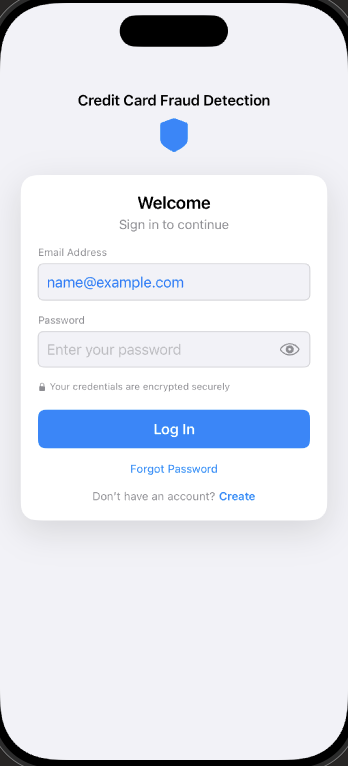 Credit Card Fraud Detection
Welcome
Sign in to continue
Email Address
name@example.com
Password
Enter your password
Your credentials are encrypted securely
Log In
Forgot Password
Don't have an account? Create